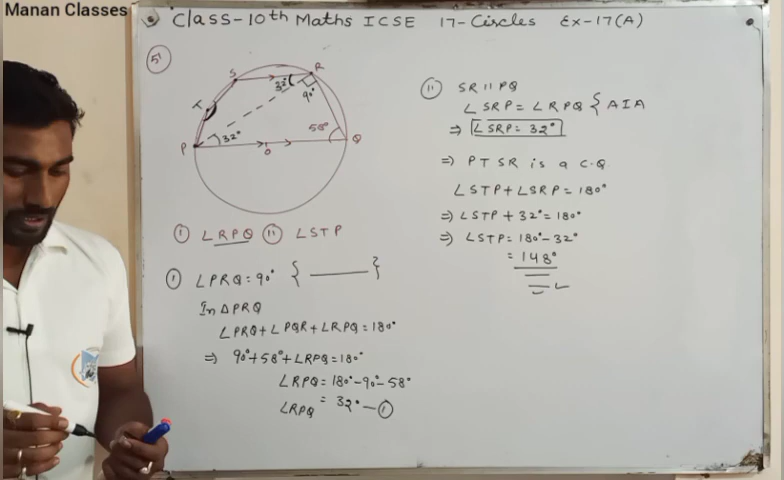 Manan Classes
Class-10th Maths ICSE 17-Circles Ex-17(A)
5
S
R
32°
90°
T
P
32°
O
58°
Q
(i) ∠RPQ (ii) ∠STP
(i) ∠PRQ=90° { ——— }
In ΔPRQ
∠PRQ+∠PQR+∠RPQ=180°
⇒ 90°+58°+∠RPQ=180°
∠RPQ=180°-90°-58°
∠RPQ = 32° — (i)
(ii) SR || PQ
∠SRP=∠RPQ { AIA
⇒ ∠SRP=32°
⇒ PTSR is a C.Q
∠STP+∠SRP=180°
⇒ ∠STP+32°=180°
⇒ ∠STP=180°-32°
=148°